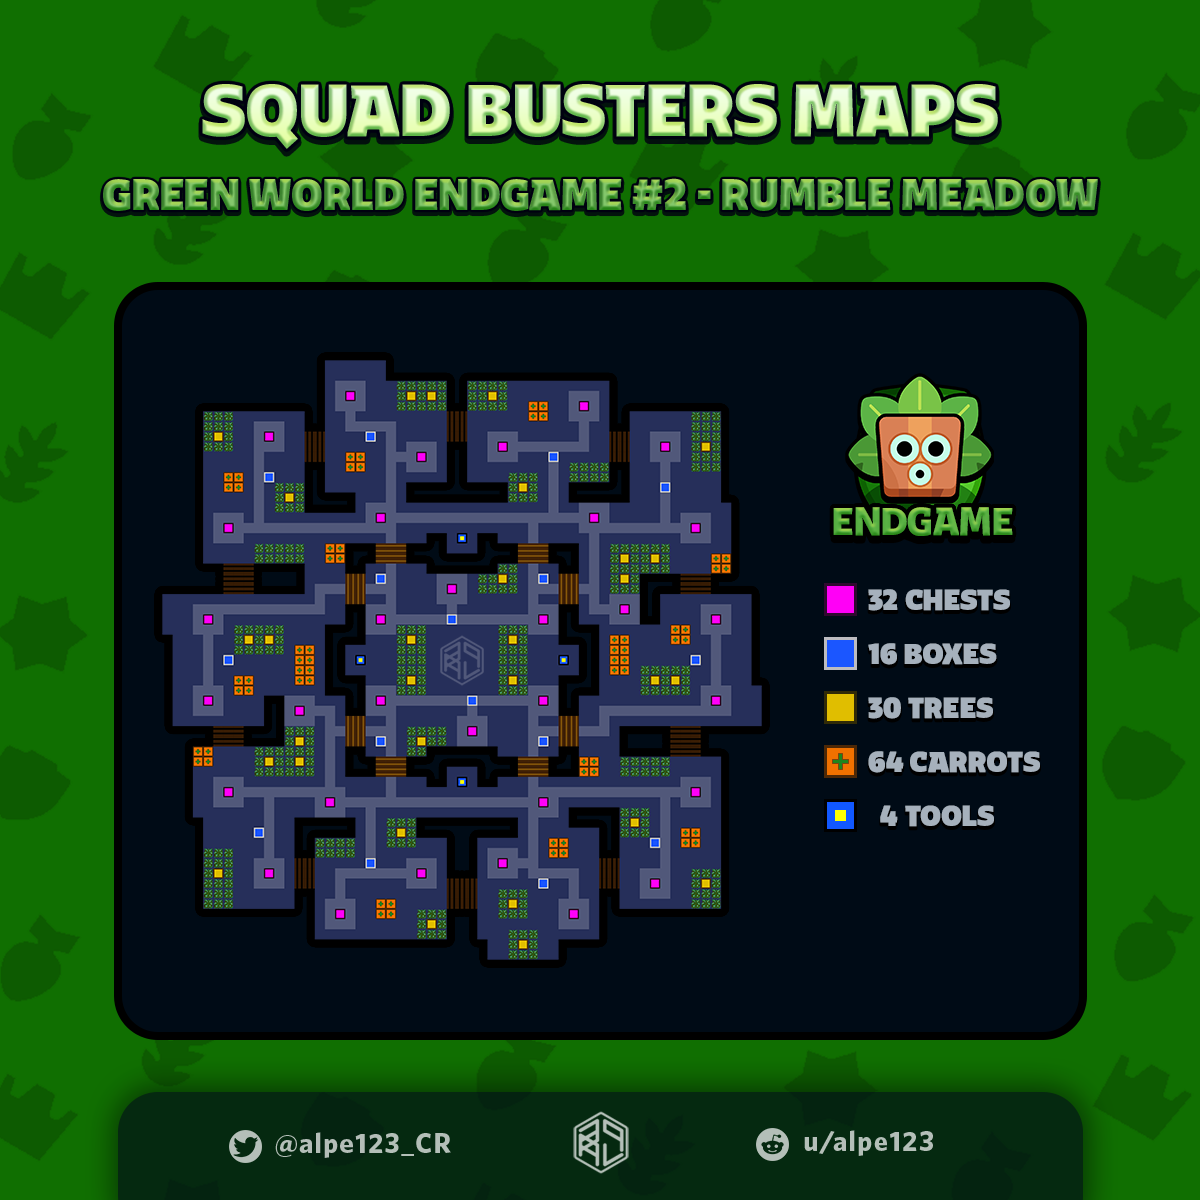 SQUAD BUSTERS MAPS
GREEN WORLD ENDGAME #2 - RUMBLE MEADOW
ENDGAME
32 CHESTS
16 BOXES
30 TREES
64 CARROTS
4 TOOLS
@alpe123_CR
u/alpe123